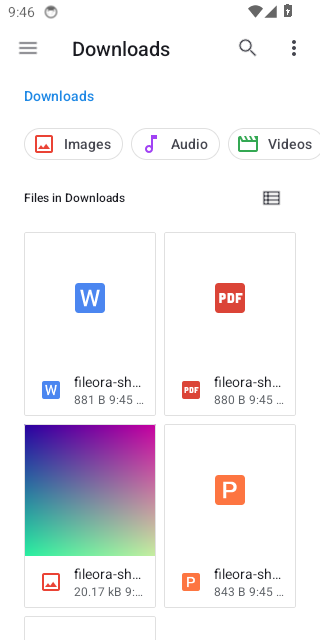 9:46
Downloads
Downloads
Images
Audio
Videos
Files in Downloads
W
PDF
W
fileora-sh...
881 B 9:45 ...
PDF
fileora-sh...
880 B 9:45 ...
P
fileora-sh...
20.17 kB 9:...
P
fileora-sh...
843 B 9:45 ...